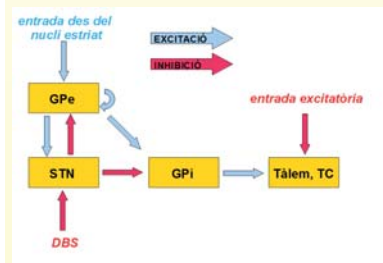 entrada des del
nucli estriat
EXCITACIÓ
INHIBICIÓ
GPe
entrada excitatòria
STN
GPi
Tàlem, TC
DBS